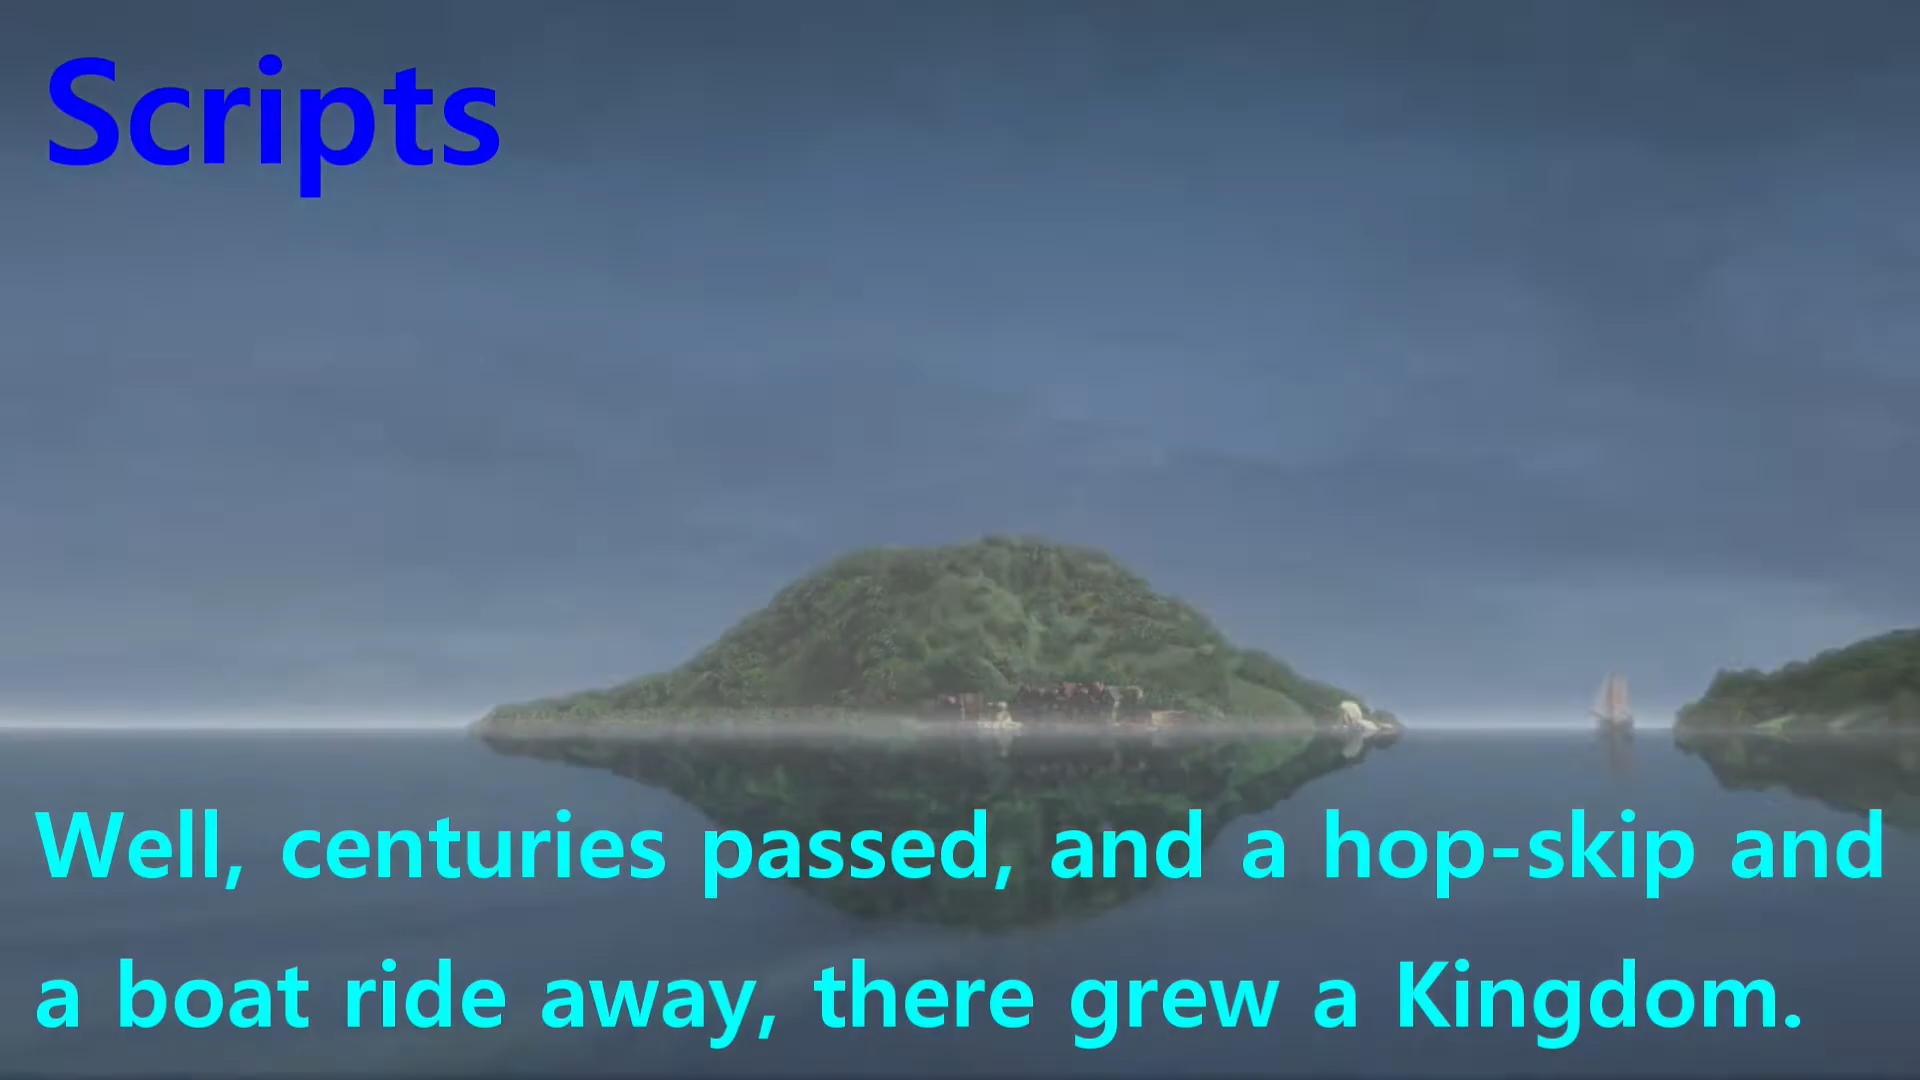 Scripts
Well, centuries passed, and a hop-skip and
a boat ride away, there grew a Kingdom.